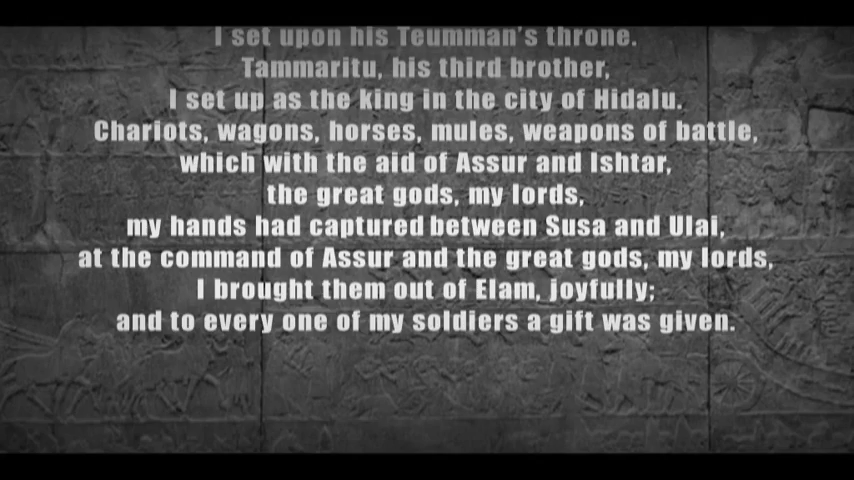 I set upon his Teumman's throne.
Tammaritu, his third brother,
I set up as the king in the city of Hidalu.
Chariots, wagons, horses, mules, weapons of battle,
which with the aid of Assur and Ishtar,
the great gods, my lords,
my hands had captured between Susa and Ulai,
at the command of Assur and the great gods, my lords,
I brought them out of Elam, joyfully;
and to every one of my soldiers a gift was given.